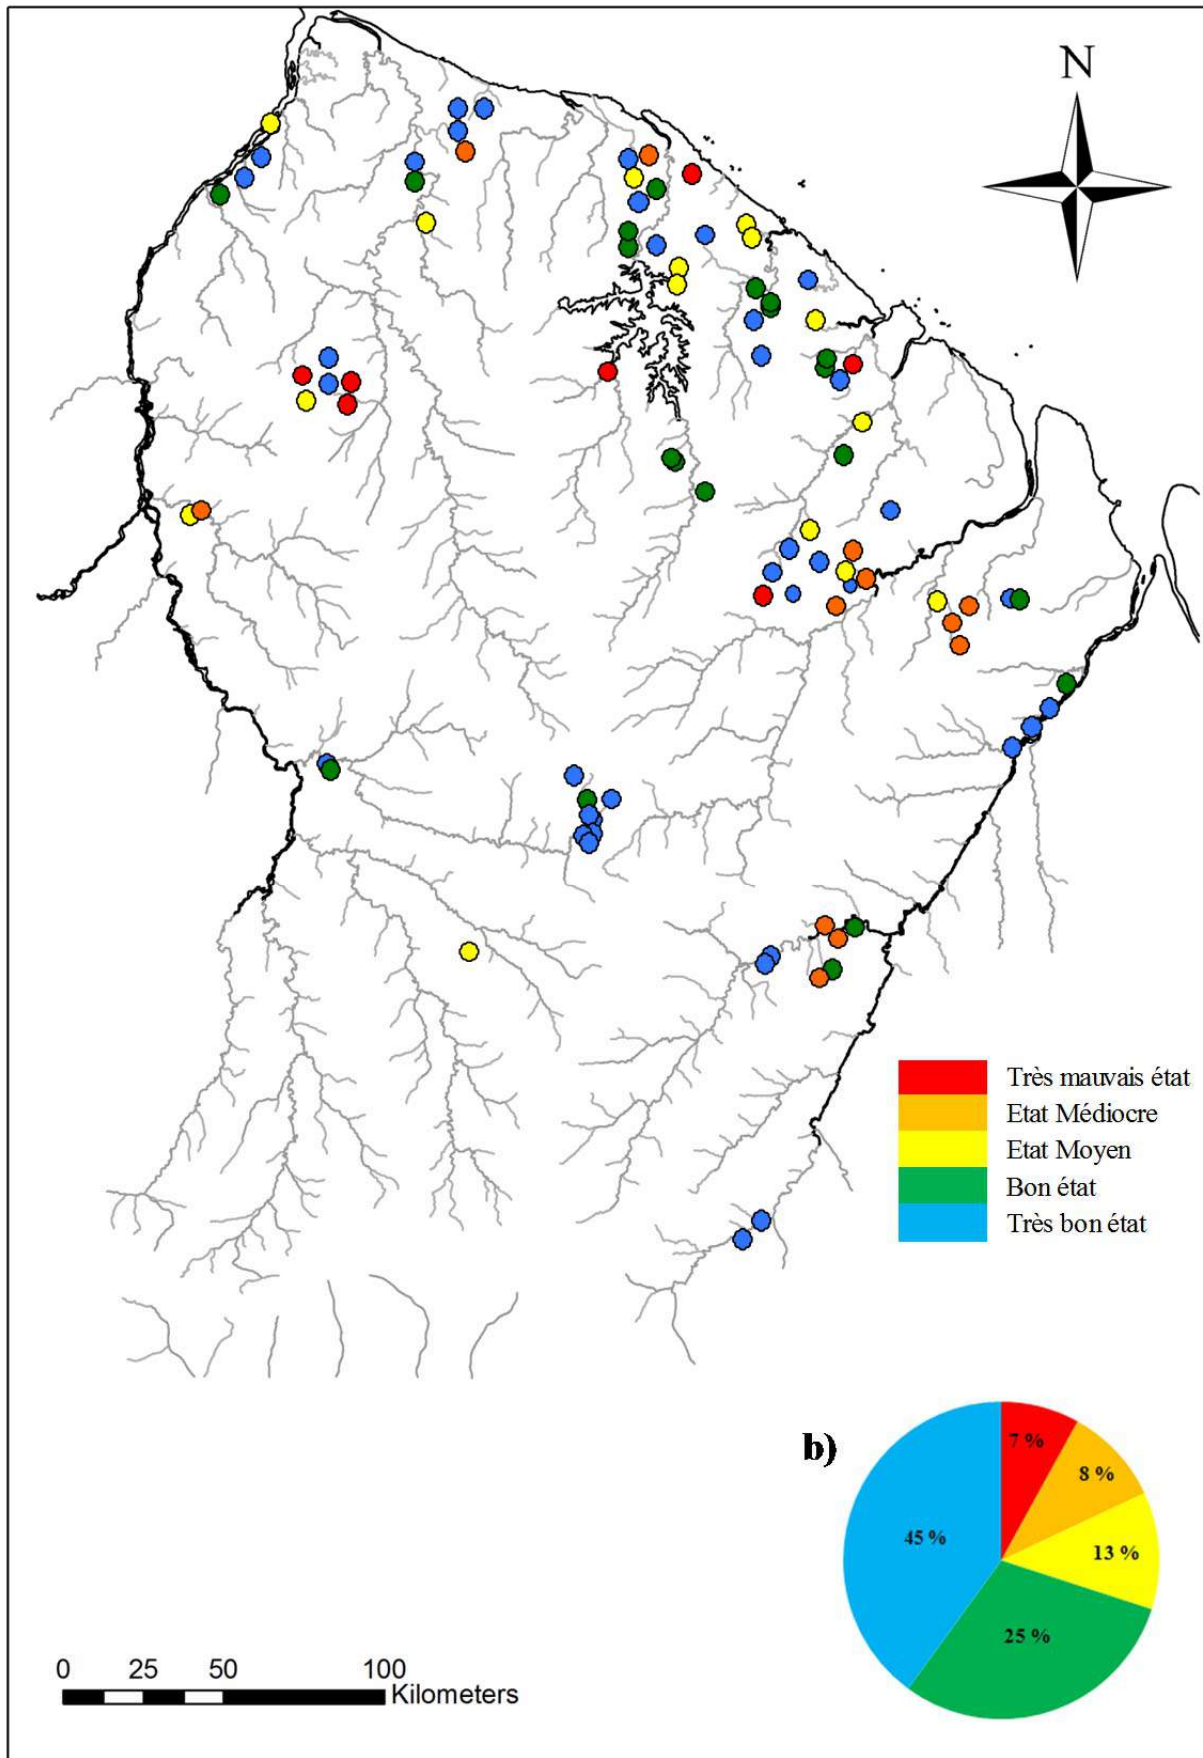 N
Très mauvais état
Etat Médiocre
Etat Moyen
Bon état
Très bon état
b)
7 %
8 %
13 %
25 %
45 %
0 25 50 100
Kilometers